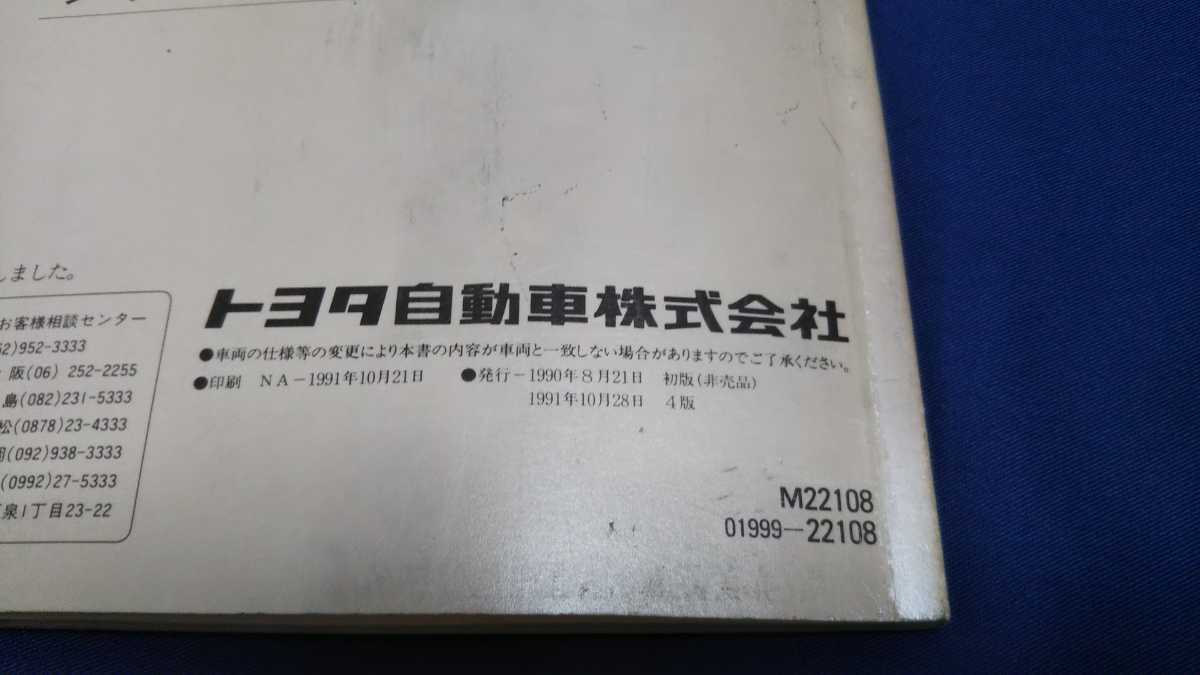 しました。
お客様相談センター
2)952-3333
阪(06) 252-2255
島(082)231-5333
松(0878)23-4333
(092)938-3333
(0992)27-5333
泉1丁目23-22
トヨタ自動車株式会社
●車両の仕様等の変更により本書の内容が車両と一致しない場合がありますのでご了承ください。
●印刷 NA-1991年10月21日 ●発行-1990年8月21日 初版(非売品)
1991年10月28日 4版
M22108
01999-22108